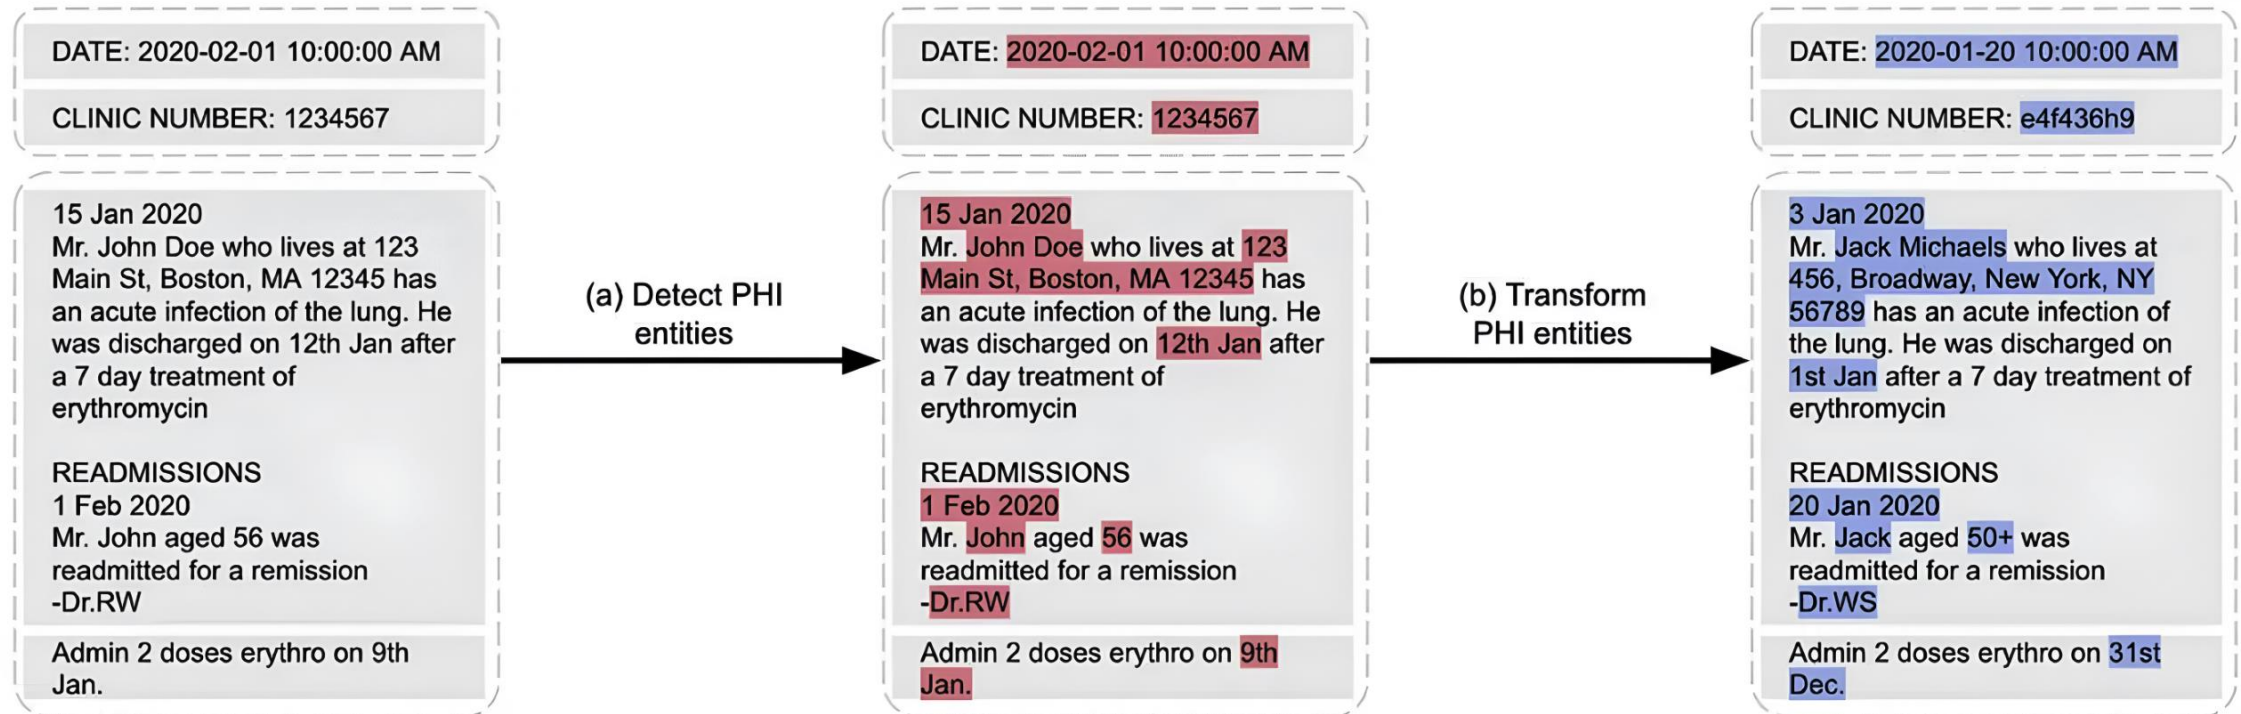 DATE: 2020-02-01 10:00:00 AM
CLINIC NUMBER: 1234567
15 Jan 2020
Mr. John Doe who lives at 123
Main St, Boston, MA 12345 has
an acute infection of the lung. He
was discharged on 12th Jan after
a 7 day treatment of
erythromycin
READMISSIONS
1 Feb 2020
Mr. John aged 56 was
readmitted for a remission
-Dr.RW
Admin 2 doses erythro on 9th
Jan.
(a) Detect PHI
entities
DATE: 2020-02-01 10:00:00 AM
CLINIC NUMBER: 1234567
15 Jan 2020
Mr. John Doe who lives at 123
Main St, Boston, MA 12345 has
an acute infection of the lung. He
was discharged on 12th Jan after
a 7 day treatment of
erythromycin
READMISSIONS
1 Feb 2020
Mr. John aged 56 was
readmitted for a remission
-Dr.RW
Admin 2 doses erythro on 9th
Jan.
(b) Transform
PHI entities
DATE: 2020-01-20 10:00:00 AM
CLINIC NUMBER: e4f436h9
3 Jan 2020
Mr. Jack Michaels who lives at
456, Broadway, New York, NY
56789 has an acute infection of
the lung. He was discharged on
1st Jan after a 7 day treatment of
erythromycin
READMISSIONS
20 Jan 2020
Mr. Jack aged 50+ was
readmitted for a remission
-Dr.WS
Admin 2 doses erythro on 31st
Dec.